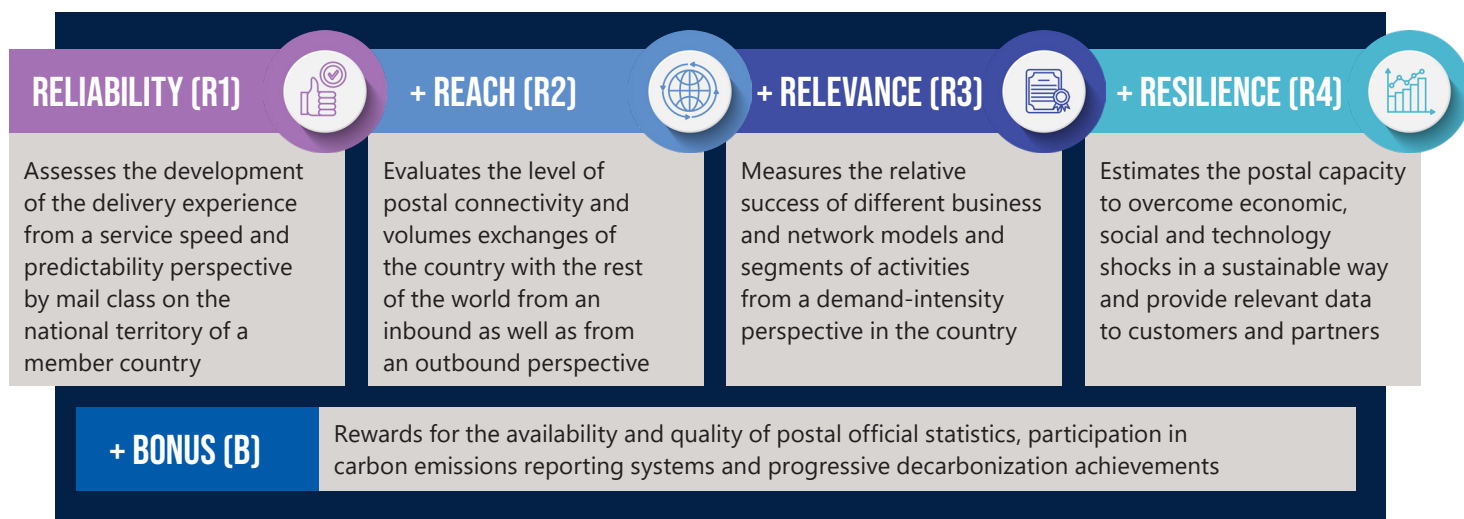 RELIABILITY (R1)
Assesses the development
of the delivery experience
from a service speed and
predictability perspective
by mail class on the
national territory of a
member country
+ REACH (R2)
Evaluates the level of
postal connectivity and
volumes exchanges of
the country with the rest
of the world from an
inbound as well as from
an outbound perspective
+ RELEVANCE (R3)
Measures the relative
success of different business
and network models and
segments of activities
from a demand-intensity
perspective in the country
+ RESILIENCE (R4)
Estimates the postal capacity
to overcome economic,
social and technology
shocks in a sustainable way
and provide relevant data
to customers and partners
+ BONUS (B)
Rewards for the availability and quality of postal official statistics, participation in
carbon emissions reporting systems and progressive decarbonization achievements